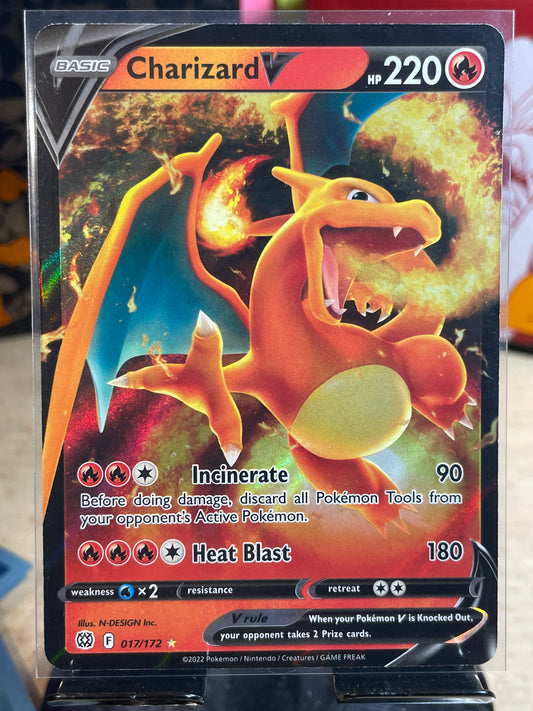 BASIC Charizard V HP 220
Incinerate 90
Before doing damage, discard all Pokémon Tools from
your opponent's Active Pokémon.
Heat Blast 180
weakness ×2 resistance retreat
Illus. N-DESIGN Inc.
F 017/172
V rule When your Pokémon V is Knocked Out,
your opponent takes 2 Prize cards.
©2022 Pokémon / Nintendo / Creatures / GAME FREAK